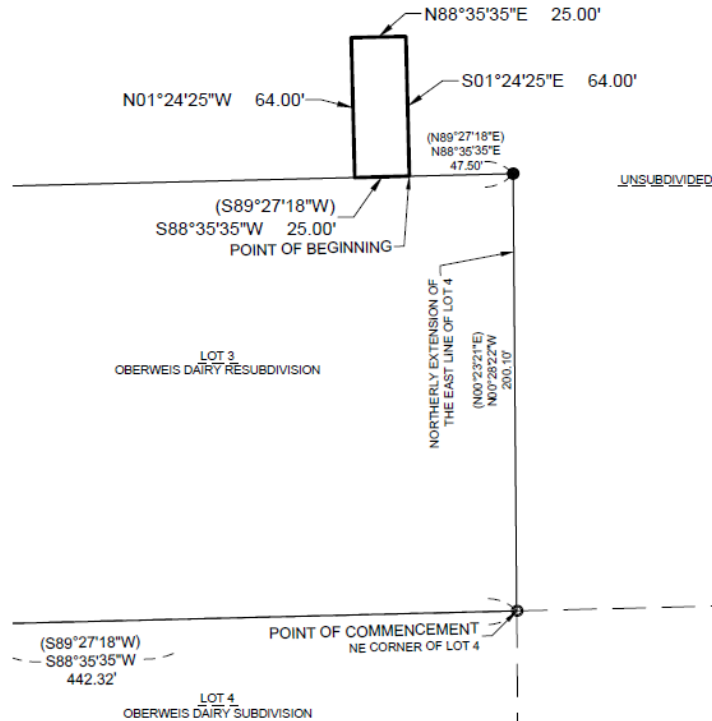 N88°35'35"E 25.00'
N01°24'25"W 64.00'
S01°24'25"E 64.00'
(N89°27'18"E)
N88°35'35"E
47.50'
UNSUBDIVIDED
(S89°27'18"W)
S88°35'35"W 25.00'
POINT OF BEGINNING
NORTHERLY EXTENSION OF
THE EAST LINE OF LOT 4
(N00°23'21"E)
N00°28'22"W
200.10'
LOT 3
OBERWEIS DAIRY RESUBDIVISION
POINT OF COMMENCEMENT
NE CORNER OF LOT 4
(S89°27'18"W)
S88°35'35"W
442.32'
LOT 4
OBERWEIS DAIRY SUBDIVISION